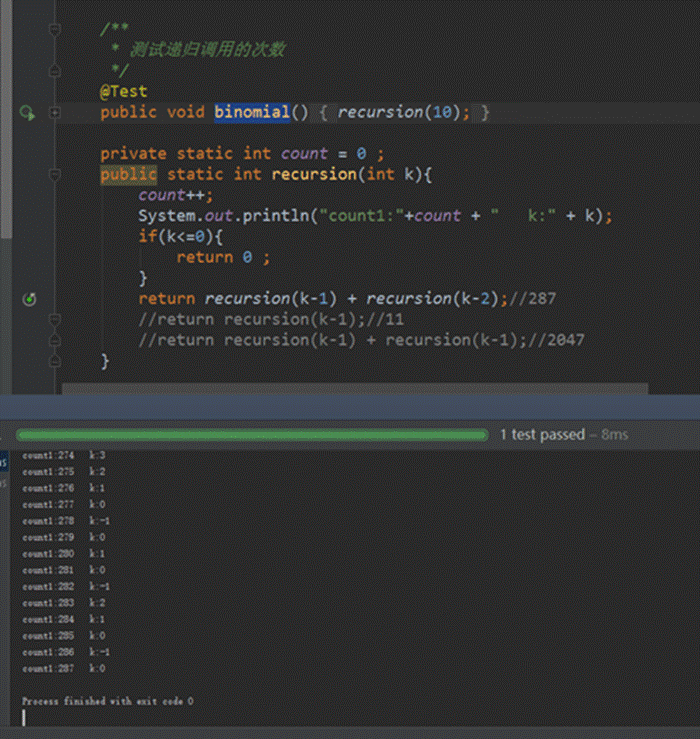 /**
* 测试递归调用的次数
*/
@Test
public void binomial() { recursion(10); }
private static int count = 0 ;
public static int recursion(int k){
count++;
System.out.println("count1:"+count + "   k:" + k);
if(k<=0){
return 0 ;
}
return recursion(k-1) + recursion(k-2);//287
//return recursion(k-1);//11
//return recursion(k-1) + recursion(k-1);//2047
}
1 test passed – 8ms
count1:274   k:3
count1:275   k:2
count1:276   k:1
count1:277   k:0
count1:278   k:-1
count1:279   k:0
count1:280   k:1
count1:281   k:0
count1:282   k:-1
count1:283   k:2
count1:284   k:1
count1:285   k:0
count1:286   k:-1
count1:287   k:0
Process finished with exit code 0